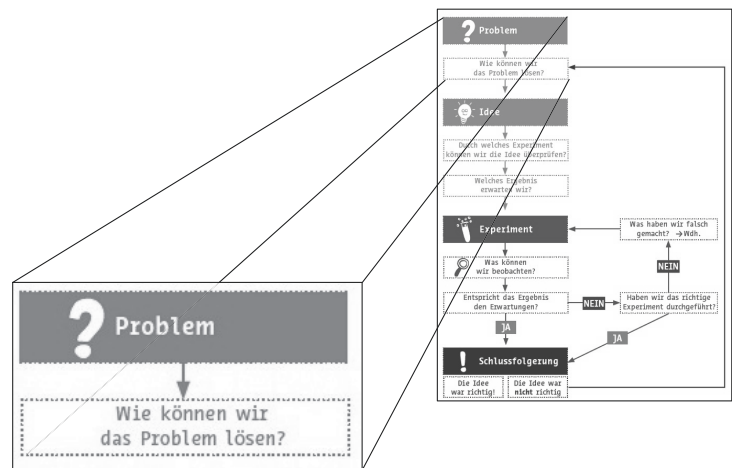 ? Problem
Wie können wir
das Problem lösen?
Idee
Durch welches Experiment
können wir die Idee überprüfen?
Welches Ergebnis
erwarten wir?
Experiment
Was haben wir falsch
gemacht? →Wdh.
Was können
wir beobachten?
NEIN
Entspricht das Ergebnis
den Erwartungen?
NEIN
Haben wir das richtige
Experiment durchgeführt?
JA
JA
! Schlussfolgerung
Die Idee
war richtig!
Die Idee war
nicht richtig
? Problem
Wie können wir
das Problem lösen?